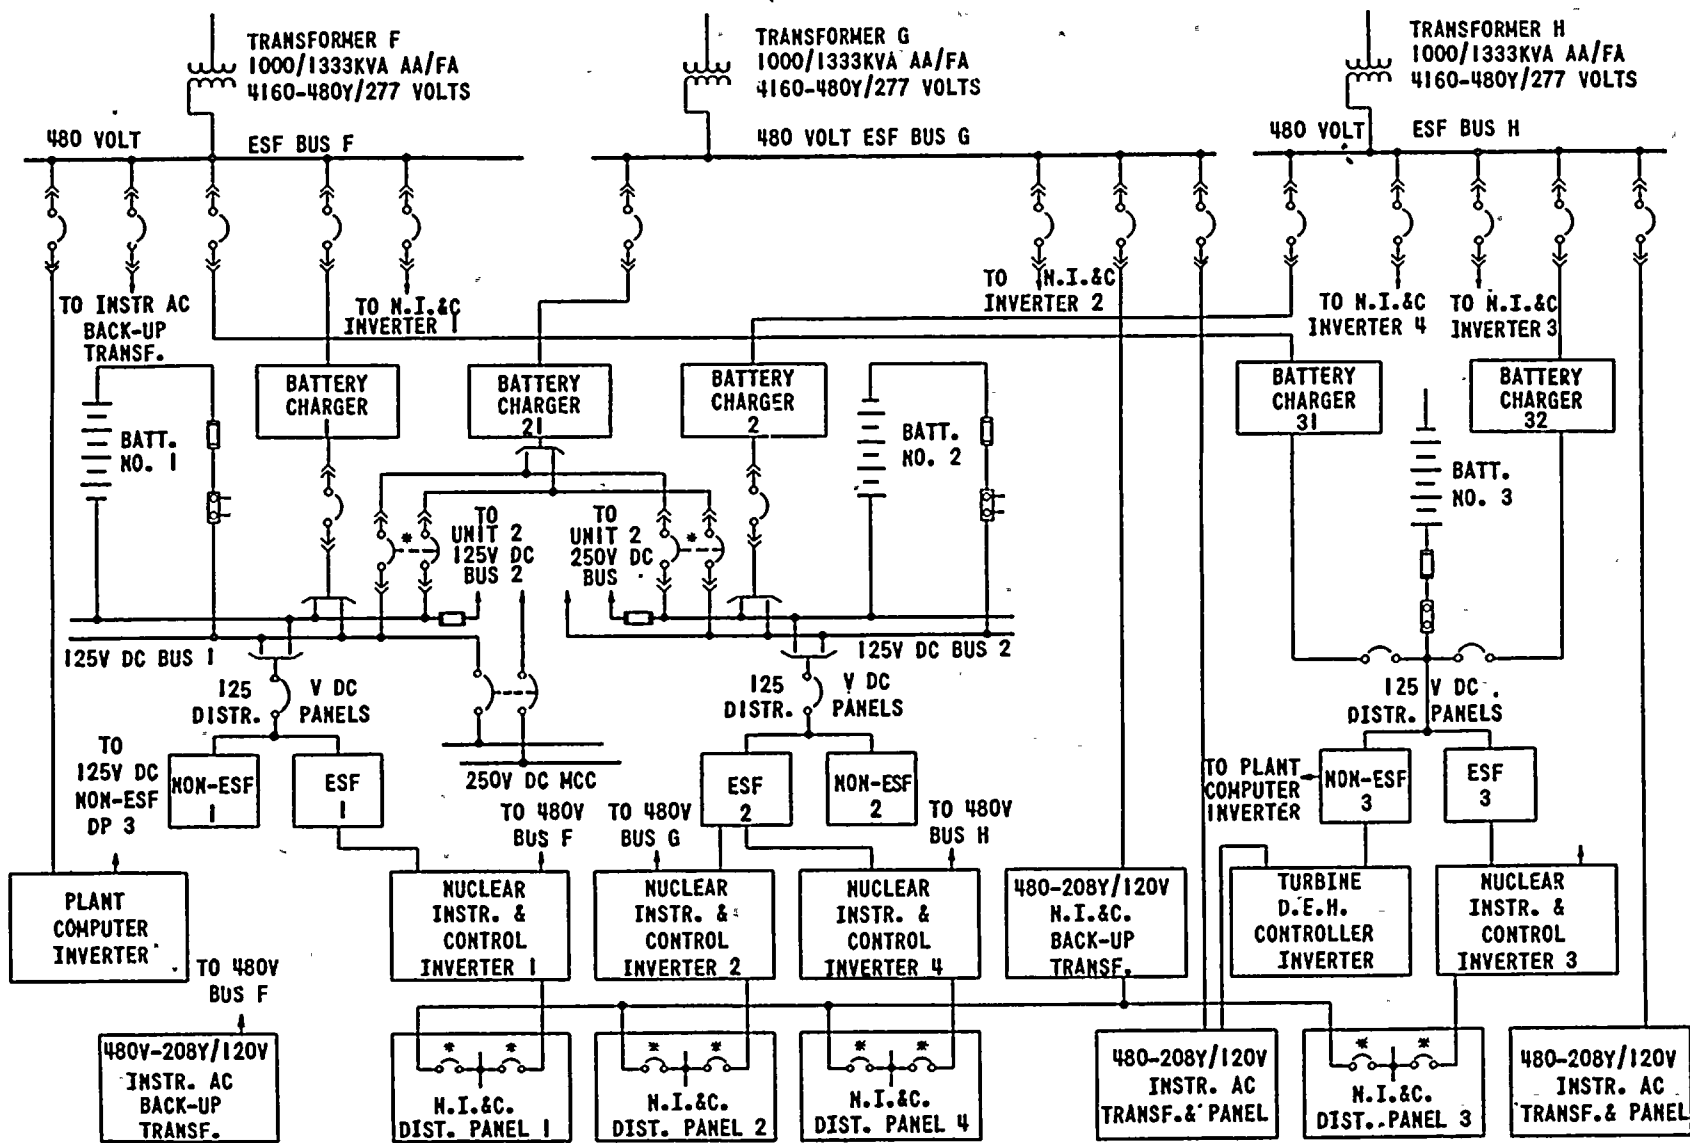 TRANSFORMER F
1000/1333KVA AA/FA
4160-480Y/277 VOLTS
TRANSFORMER G
1000/1333KVA AA/FA
4160-480Y/277 VOLTS
TRANSFORMER H
1000/1333KVA AA/FA
4160-480Y/277 VOLTS
480 VOLT
ESF BUS F
480 VOLT ESF BUS G
480 VOLT
ESF BUS H
TO INSTR AC
BACK-UP
TRANSF.
TO N.I.&C
INVERTER 1
TO N.I.&C
INVERTER 2
TO N.I.&C
INVERTER 4
TO N.I.&C
INVERTER 3
BATT.
NO. 1
BATTERY
CHARGER
1
BATTERY
CHARGER
21
BATTERY
CHARGER
2
BATT.
NO. 2
BATTERY
CHARGER
31
BATT.
NO. 3
BATTERY
CHARGER
32
*
TO
UNIT 2
125V DC
BUS 2
TO
UNIT 2
250V DC
BUS
*
125V DC BUS 1
125V DC BUS 2
125 V DC
DISTR. PANELS
125 V DC
DISTR. PANELS
125 V DC
DISTR. PANELS
TO
125V DC
NON-ESF
DP 3
NON-ESF
1
ESF
1
250V DC MCC
ESF
2
NON-ESF
2
TO PLANT
COMPUTER
INVERTER
NON-ESF
3
ESF
3
TO 480V
BUS F
TO 480V
BUS G
TO 480V
BUS H
PLANT
COMPUTER
INVERTER
NUCLEAR
INSTR. &
CONTROL
INVERTER 1
NUCLEAR
INSTR. &
CONTROL
INVERTER 2
NUCLEAR
INSTR. &
CONTROL
INVERTER 4
480-208Y/120V
N.I.&C.
BACK-UP
TRANSF.
TURBINE
D.E.H.
CONTROLLER
INVERTER
NUCLEAR
INSTR. &
CONTROL
INVERTER 3
TO 480V
BUS F
480V-208Y/120V
INSTR. AC
BACK-UP
TRANSF.
* *
N.I.&C.
DIST. PANEL 1
* *
N.I.&C.
DIST. PANEL 2
* *
N.I.&C.
DIST. PANEL 4
480-208Y/120V
INSTR. AC
TRANSF.& PANEL
* *
N.I.&C.
DIST. PANEL 3
480-208Y/120V
INSTR. AC
TRANSF.& PANEL